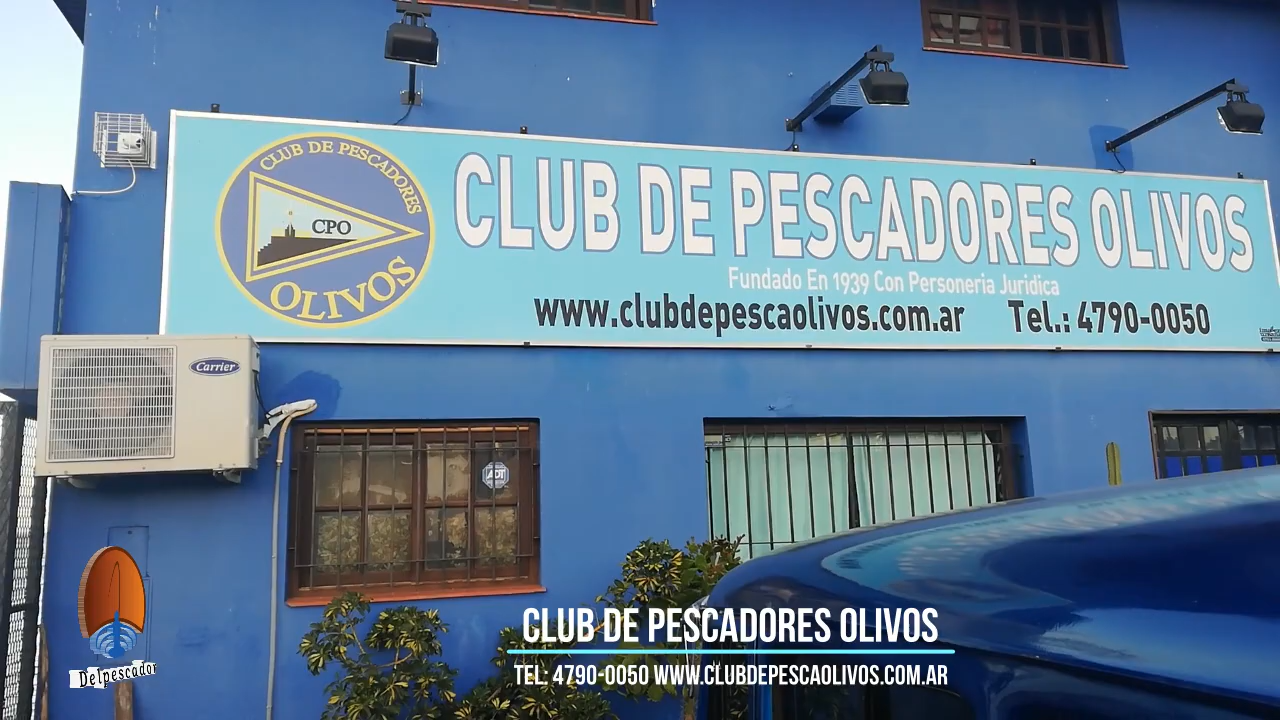 CLUB DE PESCADORES
CPO
OLIVOS
CLUB DE PESCADORES OLIVOS
Fundado En 1939 Con Personeria Juridica
www.clubdepescaolivos.com.ar Tel.: 4790-0050
Carrier
ADT
Delpescador
CLUB DE PESCADORES OLIVOS
TEL: 4790-0050 WWW.CLUBDEPESCAOLIVOS.COM.AR